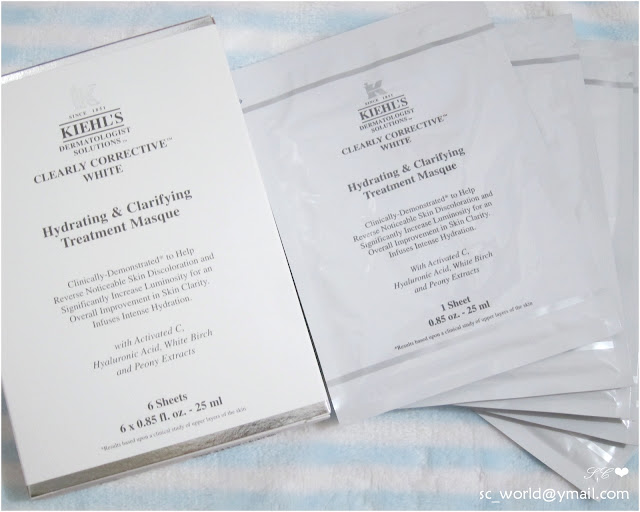 SINCE 1851
KIEHL'S
DERMATOLOGIST
SOLUTIONS™
CLEARLY CORRECTIVE™
WHITE
Hydrating & Clarifying
Treatment Masque
Clinically-Demonstrated* to Help
Reverse Noticeable Skin Discoloration and
Significantly Increase Luminosity for an
Overall Improvement in Skin Clarity.
Infuses Intense Hydration.
with Activated C,
Hyaluronic Acid, White Birch
and Peony Extracts
6 Sheets
6 x 0.85 fl. oz. - 25 ml
*Results based upon a clinical study of upper layers of the skin
K
SINCE 1851
KIEHL'S
DERMATOLOGIST
SOLUTIONS™
CLEARLY CORRECTIVE™
WHITE
Hydrating & Clarifying
Treatment Masque
Clinically-Demonstrated* to Help
Reverse Noticeable Skin Discoloration and
Significantly Increase Luminosity for an
Overall Improvement in Skin Clarity.
Infuses Intense Hydration.
With Activated C,
Hyaluronic Acid, White Birch
and Peony Extracts
1 Sheet
0.85 oz. - 25 ml
*Results based upon a clinical study of upper layers of the skin
sc_world@ymail.com